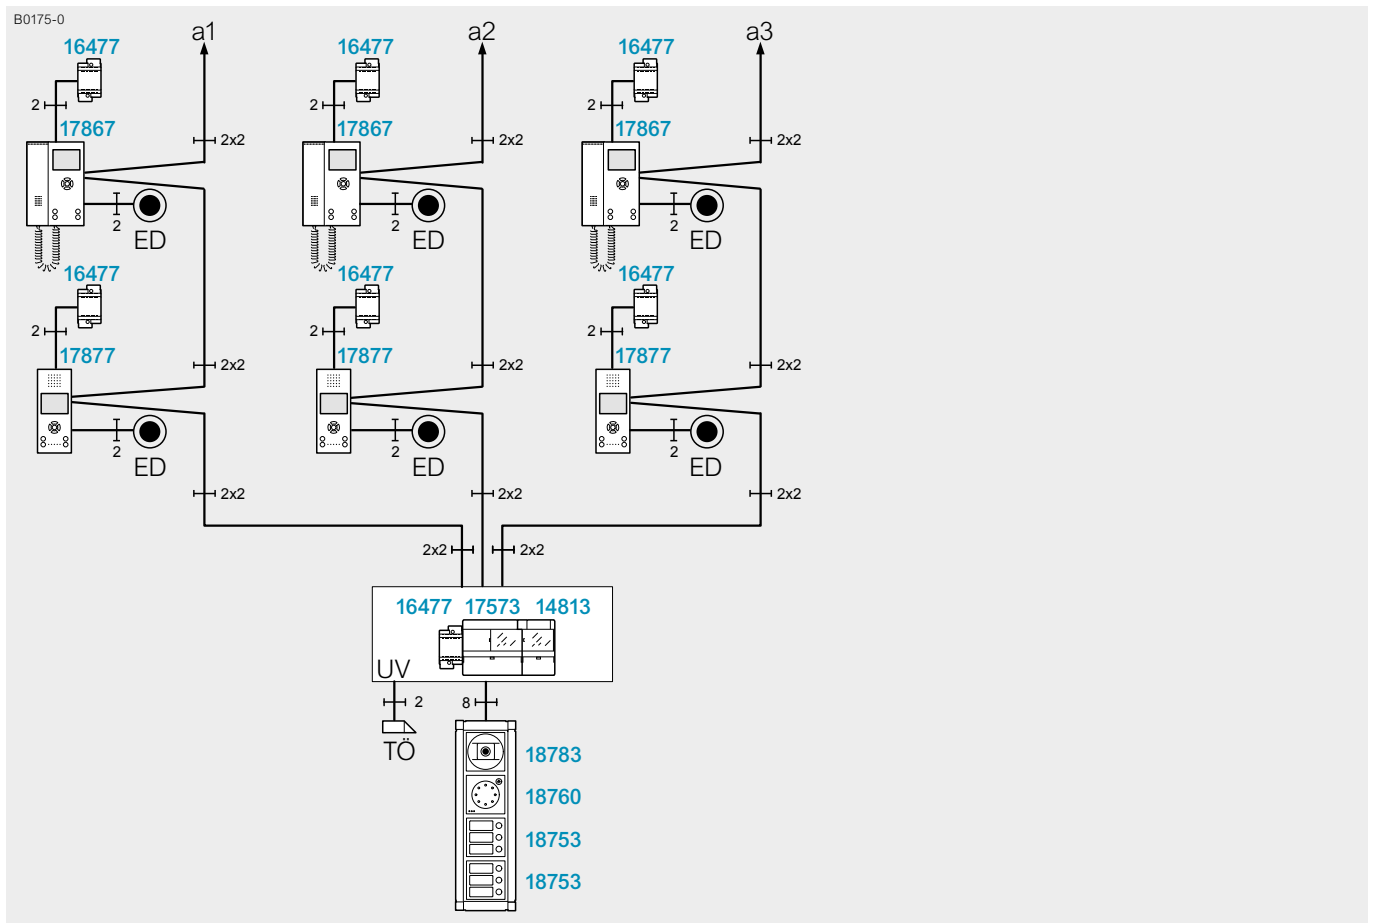 B0175-0
a1 a2 a3
16477 16477 16477
2 2 2
17867 17867 17867
2x2 2x2 2x2
2 2 2
ED ED ED
16477 16477 16477
2 2 2
17877 17877 17877
2x2 2x2 2x2
2 2 2
ED ED ED
2x2 2x2 2x2
2x2 2x2
16477 17573 14813
UV
2 8
TÖ
18783
18760
18753
18753